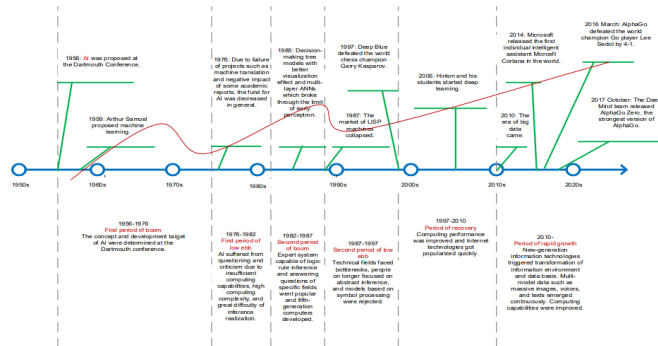 1956: AI was proposed at
the Dartmouth Conference.
1959: Arthur Samuel
proposed machine
learning.
1976: Due to failure
of projects such as
machine translation
and negative impact
of some academic
reports, the fund for
AI was decreased
in general.
1985: Decision-
making tree models
with better
visualization
effect and multi-
layer ANNs
which broke
through the limit
of early
perception.
1997: Deep Blue
defeated the world
chess champion
Garry Kasparov.
1987: The
market of LISP
machines
collapsed.
2006: Hinton and his
students started deep
learning.
2014: Microsoft
released the first
individual intelligent
assistant Microsoft
Cortana in the world.
2010: The
era of big
data
came.
2016 March: AlphaGo
defeated the world
champion Go player Lee
Sedol by 4-1.
2017 October: The Dee
Mind team released
AlphaGo Zero, the
strongest version of
AlphaGo.
1950s
1960s
1970s
1980s
1990s
2000s
2010s
2020s
1956-1976
First period of boom
The concept and development target
of AI were determined at the
Dartmouth conference.
1976-1982
First period of
low ebb
AI suffered from
questioning and
criticism due to
insufficient
computing
capabilities, high
computing
complexity, and
great difficulty of
inference
realization.
1982-1987
Second period
of boom
Expert system
capable of logic
rule inference
and answering
questions of
specific fields
went popular
and fifth-
generation
computers
developed.
1987-1997
Second period of low
ebb
Technical fields faced
bottlenecks, people
no longer focused on
abstract inference,
and models based on
symbol processing
were rejected.
1997-2010
Period of recovery
Computing performance
was improved and Internet
technologies got
popularized quickly.
2010-
Period of rapid growth
New-generation
information technologies
triggered transformation of
information environment
and data basis. Multi-
model data such as
massive images, voices,
and texts emerged
continuously. Computing
capabilities were improved.